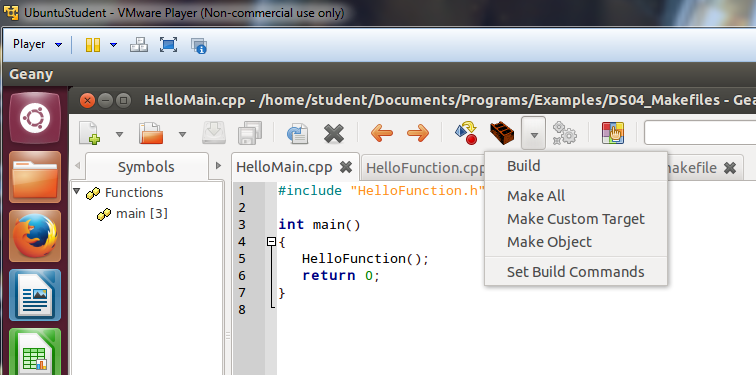 UbuntuStudent - VMware Player (Non-commercial use only)
Player
Geany
HelloMain.cpp - /home/student/Documents/Programs/Examples/DS04_Makefiles - Gea
Symbols
HelloMain.cpp
HelloFunction.cpp
makefile
Functions
main [3]
1 #include "HelloFunction.h"
2
3 int main()
4 {
5 HelloFunction();
6 return 0;
7 }
8
Build
Make All
Make Custom Target
Make Object
Set Build Commands